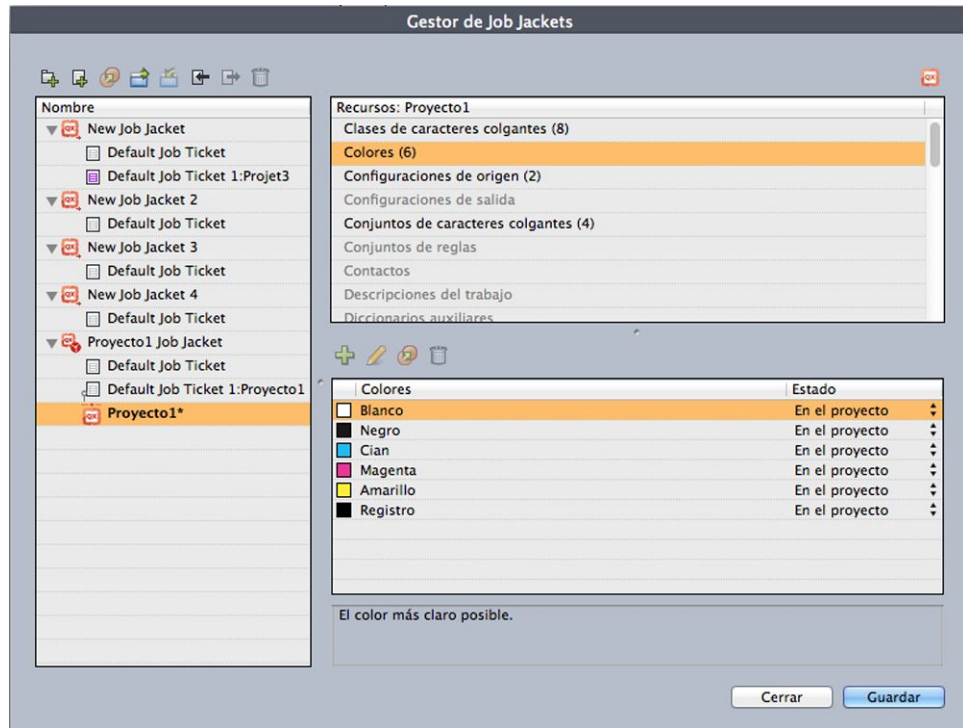 Gestor de Job Jackets
Nombre
New Job Jacket
Default Job Ticket
Default Job Ticket 1:Projet3
New Job Jacket 2
Default Job Ticket
New Job Jacket 3
Default Job Ticket
New Job Jacket 4
Default Job Ticket
Proyecto1 Job Jacket
Default Job Ticket
Default Job Ticket 1:Proyecto1
Proyecto1*
Recursos: Proyecto1
Clases de caracteres colgantes (8)
Colores (6)
Configuraciones de origen (2)
Configuraciones de salida
Conjuntos de caracteres colgantes (4)
Conjuntos de reglas
Contactos
Descripciones del trabajo
Diccionarios auxiliares
Colores Estado
Blanco En el proyecto
Negro En el proyecto
Cian En el proyecto
Magenta En el proyecto
Amarillo En el proyecto
Registro En el proyecto
El color más claro posible.
Cerrar Guardar